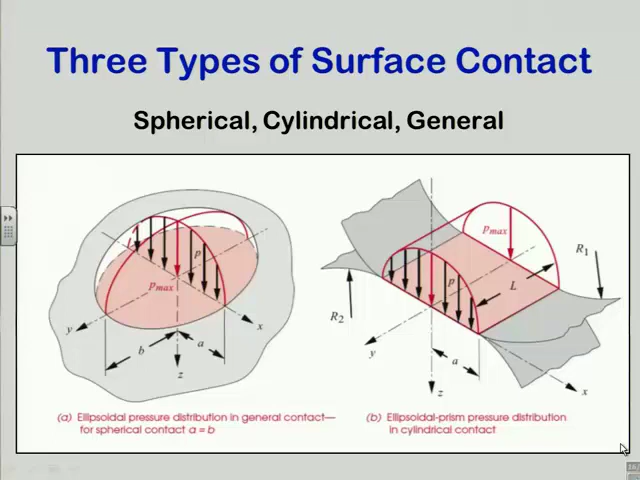 Three Types of Surface Contact
Spherical, Cylindrical, General
p
pmax
y
x
b
a
z
pmax
R1
p
L
R2
y
a
x
z
(a) Ellipsoidal pressure distribution in general contact—
for spherical contact a = b
(b) Ellipsoidal-prism pressure distribution
in cylindrical contact